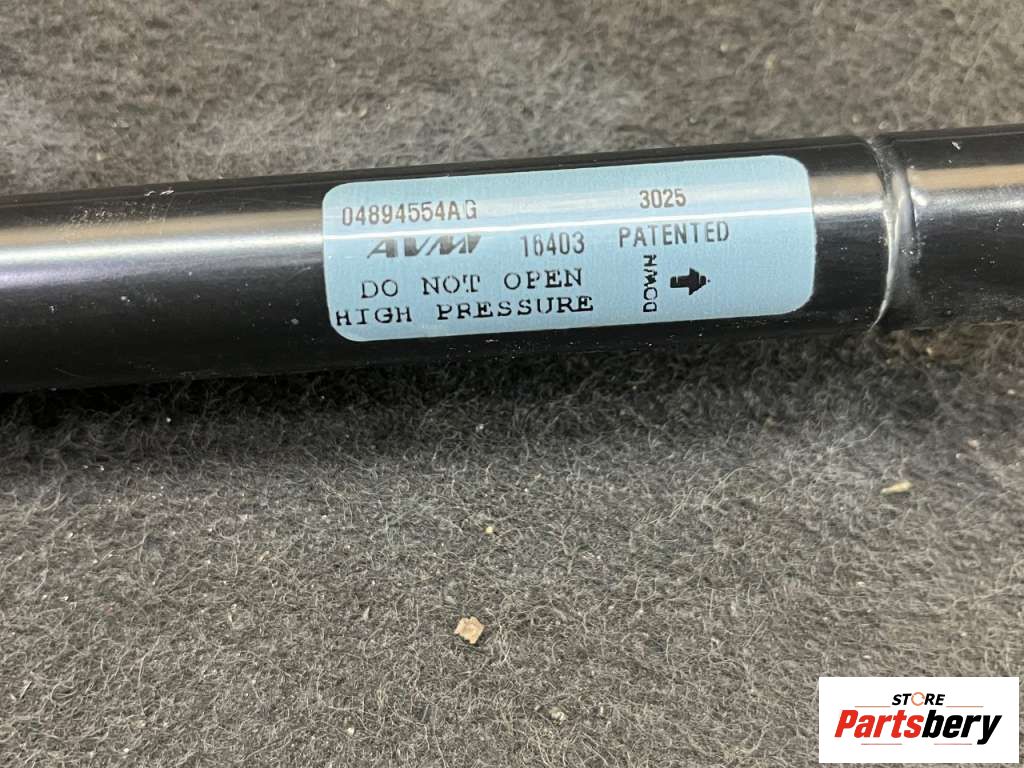 04894554AG 3025
AVM 16403 PATENTED
DO NOT OPEN
HIGH PRESSURE
DOWN
STORE
Partsbery